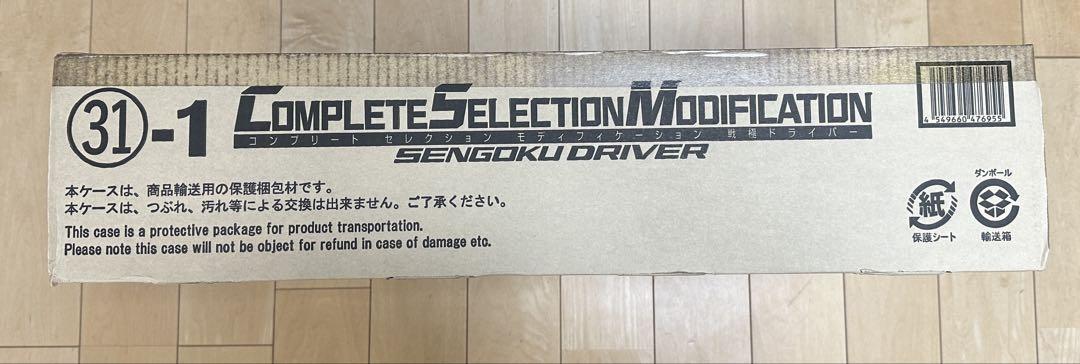 ㉛-1
COMPLETE SELECTION MODIFICATION
コンプリート セレクション モディフィケーション 戦極ドライバー
SENGOKU DRIVER
4 549660 476955
本ケースは、商品輸送用の保護梱包材です。
本ケースは、つぶれ、汚れ等による交換は出来ません。ご了承ください。
This case is a protective package for product transportation.
Please note this case will not be object for refund in case of damage etc.
紙
保護シート
ダンボール
輸送箱